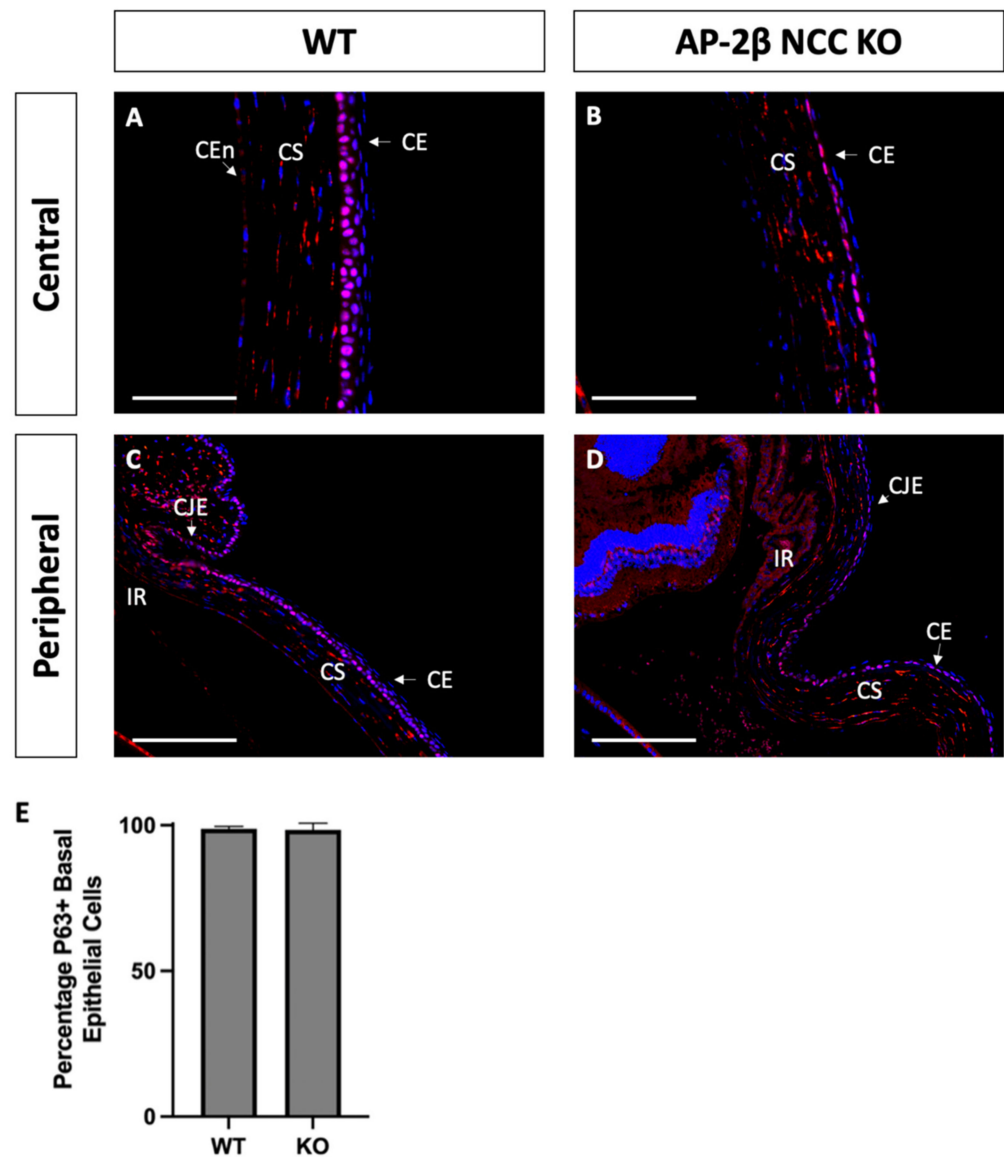 WT
AP-2β NCC KO
Central
A
CEn
CS
CE
B
CS
CE
Peripheral
C
CJE
IR
CS
CE
D
CJE
IR
CE
CS
E
Percentage P63+ Basal
Epithelial Cells
100
50
0
WT
KO